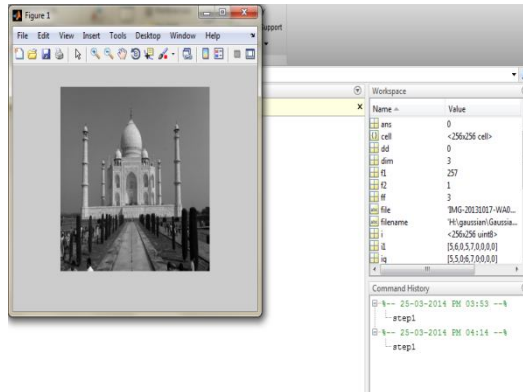 Figure 1
File Edit View Insert Tools Desktop Window Help
Support
Workspace
Name Value
ans 0
cell <256x256 cell>
dd 0
dim 3
f1 257
f2 1
ff 3
file 'IMG-20131017-WA0...
filename 'H:\gaussian\Gaussia...
i <256x256 uint8>
i1 [5,6,0,5,7,0,0,0,0]
iq [5,5,0;6,7,0;0,0,0]
Command History
%-- 25-03-2014 PM 03:53 --%
step1
%-- 25-03-2014 PM 04:14 --%
step1